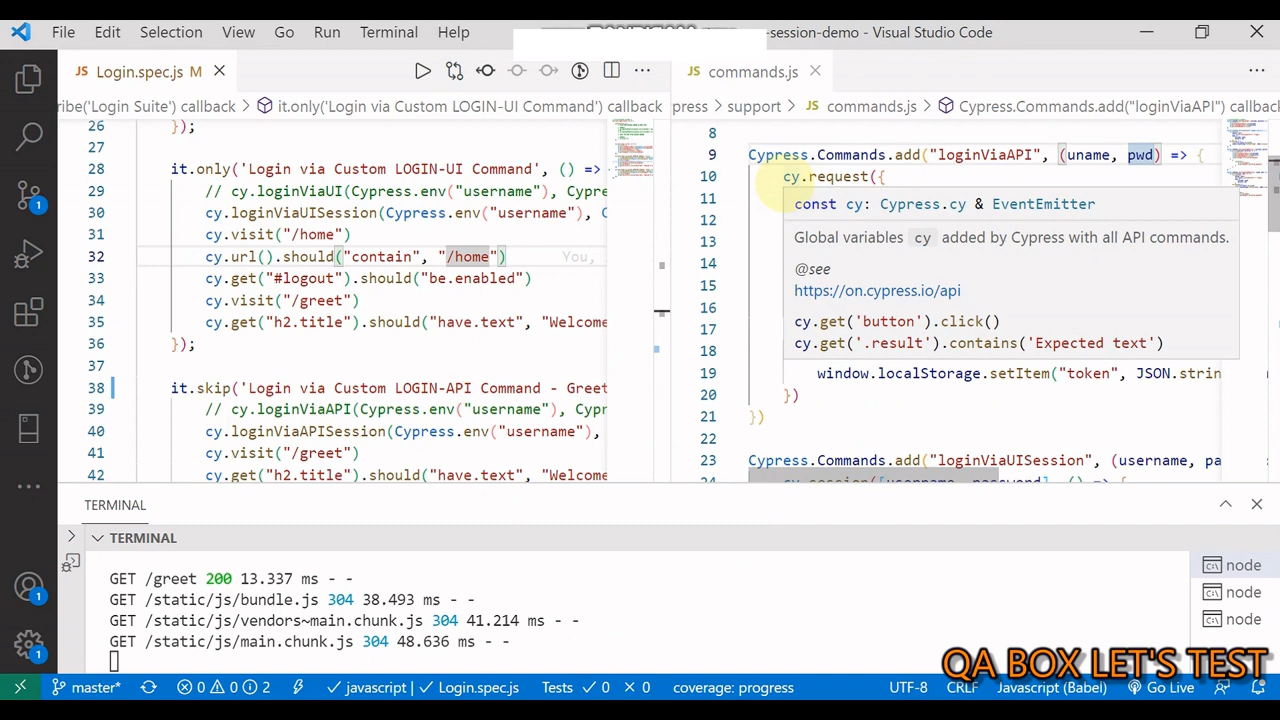 File Edit Selection View Go Run Terminal Help
-session-demo - Visual Studio Code
JS Login.spec.js M
JS commands.js
ribe('Login Suite') callback it.only('Login via Custom LOGIN-UI Command') callback
press support JS commands.js Cypress.Commands.add("loginViaAPI") callback
26 });
27
28 it.only('Login via Custom LOGIN-UI Command', () =>
29 // cy.loginViaUI(Cypress.env("username"), Cypre
30 cy.loginViaUISession(Cypress.env("username"), C
31 cy.visit("/home")
32 cy.url().should("contain", "/home") You,
33 cy.get("#logout").should("be.enabled")
34 cy.visit("/greet")
35 cy.get("h2.title").should("have.text", "Welcome
36 });
37
38 it.skip('Login via Custom LOGIN-API Command - Greet
39 // cy.loginViaAPI(Cypress.env("username"), Cypr
40 cy.loginViaAPISession(Cypress.env("username"),
41 cy.visit("/greet")
42 cy.get("h2.title").should("have.text", "Welcome
8
9 Cypress.Commands.add("loginViaAPI", (uname, pwd) => {
10 cy.request({
11
12
13
14
15
16
17
18
const cy: Cypress.cy & EventEmitter
Global variables cy added by Cypress with all API commands.
@see
https://on.cypress.io/api
cy.get('button').click()
cy.get('.result').contains('Expected text')
19 window.localStorage.setItem("token", JSON.strin
20 })
21 })
22
23 Cypress.Commands.add("loginViaUISession", (username, pa
24 cy.session([username, password], () => {
TERMINAL
TERMINAL
GET /greet 200 13.337 ms - -
GET /static/js/bundle.js 304 38.493 ms - -
GET /static/js/vendors~main.chunk.js 304 41.214 ms - -
GET /static/js/main.chunk.js 304 48.636 ms - -
node
node
node
1
1
1
QA BOX LET'S TEST
master* 0 0 2 javascript | Login.spec.js Tests 0 0 coverage: progress UTF-8 CRLF Javascript (Babel) Go Live